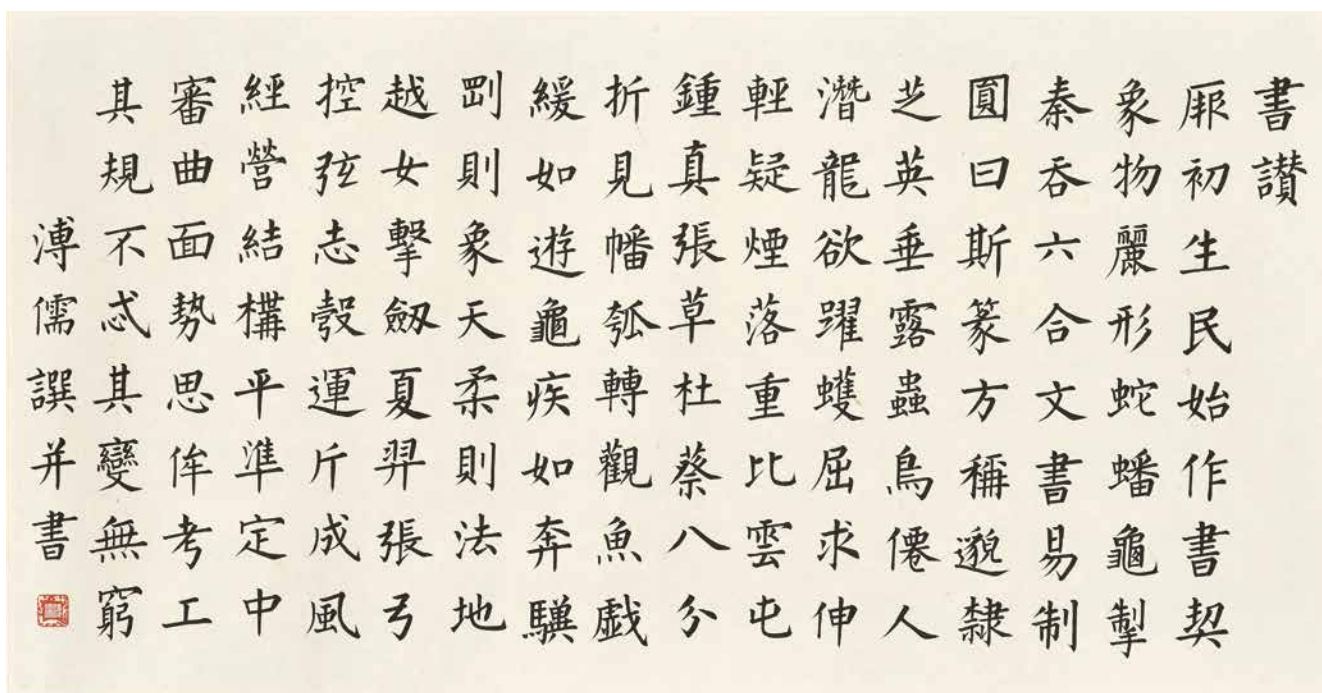 書讃
厥初生民始作書契
象物麗形蛇蟠龜掣
秦吞六合文書易制
圓曰斯篆方稱邈隸
芝英垂露蟲鳥僊人
潛龍欲躍蠖屈求伸
輕疑煙落重比雲屯
鍾真張草杜蔡八分
折見幡瓠轉觀魚戯
緩如遊龜疾如奔驥
剛則象天柔則法地
越女擊劔夏羿張弓
控弦志彀運斤成風
經營結構平準定中
審曲面勢思侔考工
其規不忒其變無窮
溥儒譔并書